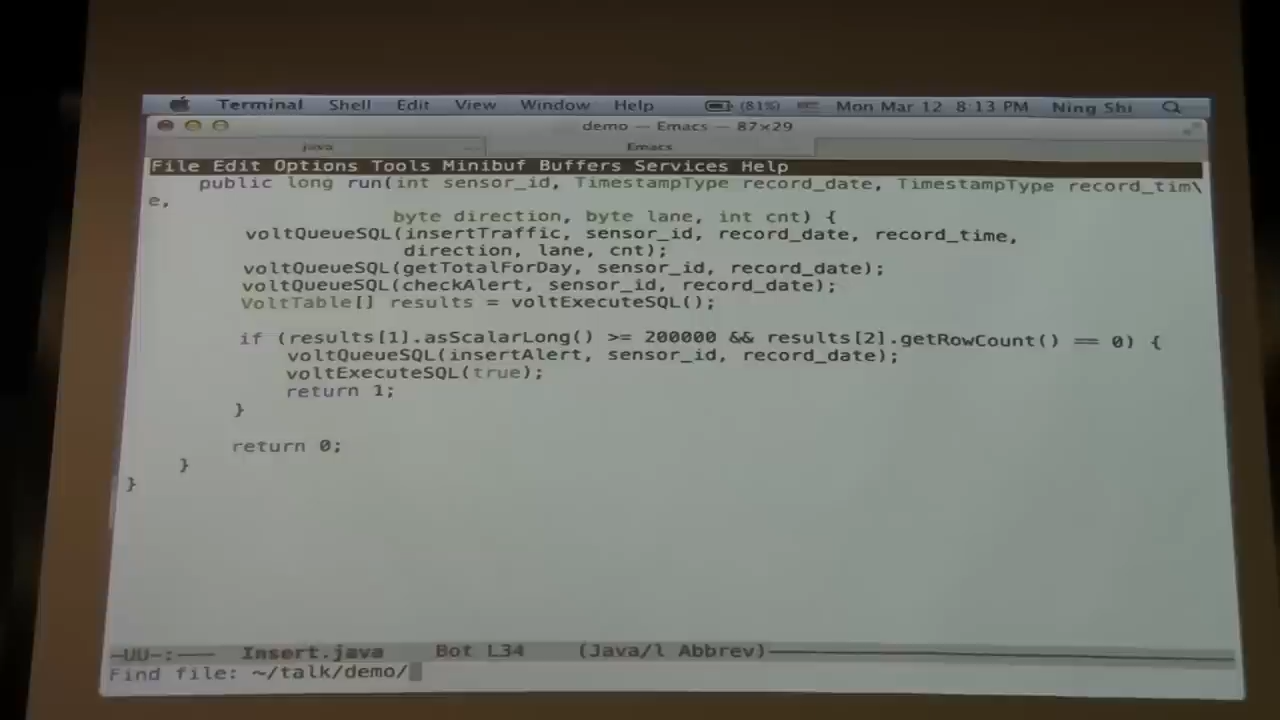 Terminal Shell Edit View Window Help (81%) Mon Mar 12 8:13 PM Ning Shi
demo — Emacs — 87×29
java Emacs
File Edit Options Tools Minibuf Buffers Services Help
public long run(int sensor_id, TimestampType record_date, TimestampType record_tim\
e,
byte direction, byte lane, int cnt) {
voltQueueSQL(insertTraffic, sensor_id, record_date, record_time,
direction, lane, cnt);
voltQueueSQL(getTotalForDay, sensor_id, record_date);
voltQueueSQL(checkAlert, sensor_id, record_date);
VoltTable[] results = voltExecuteSQL();
if (results[1].asScalarLong() >= 200000 && results[2].getRowCount() == 0) {
voltQueueSQL(insertAlert, sensor_id, record_date);
voltExecuteSQL(true);
return 1;
}
return 0;
}
}
-UU-:---- Insert.java Bot L34 (Java/l Abbrev)
Find file: ~/talk/demo/